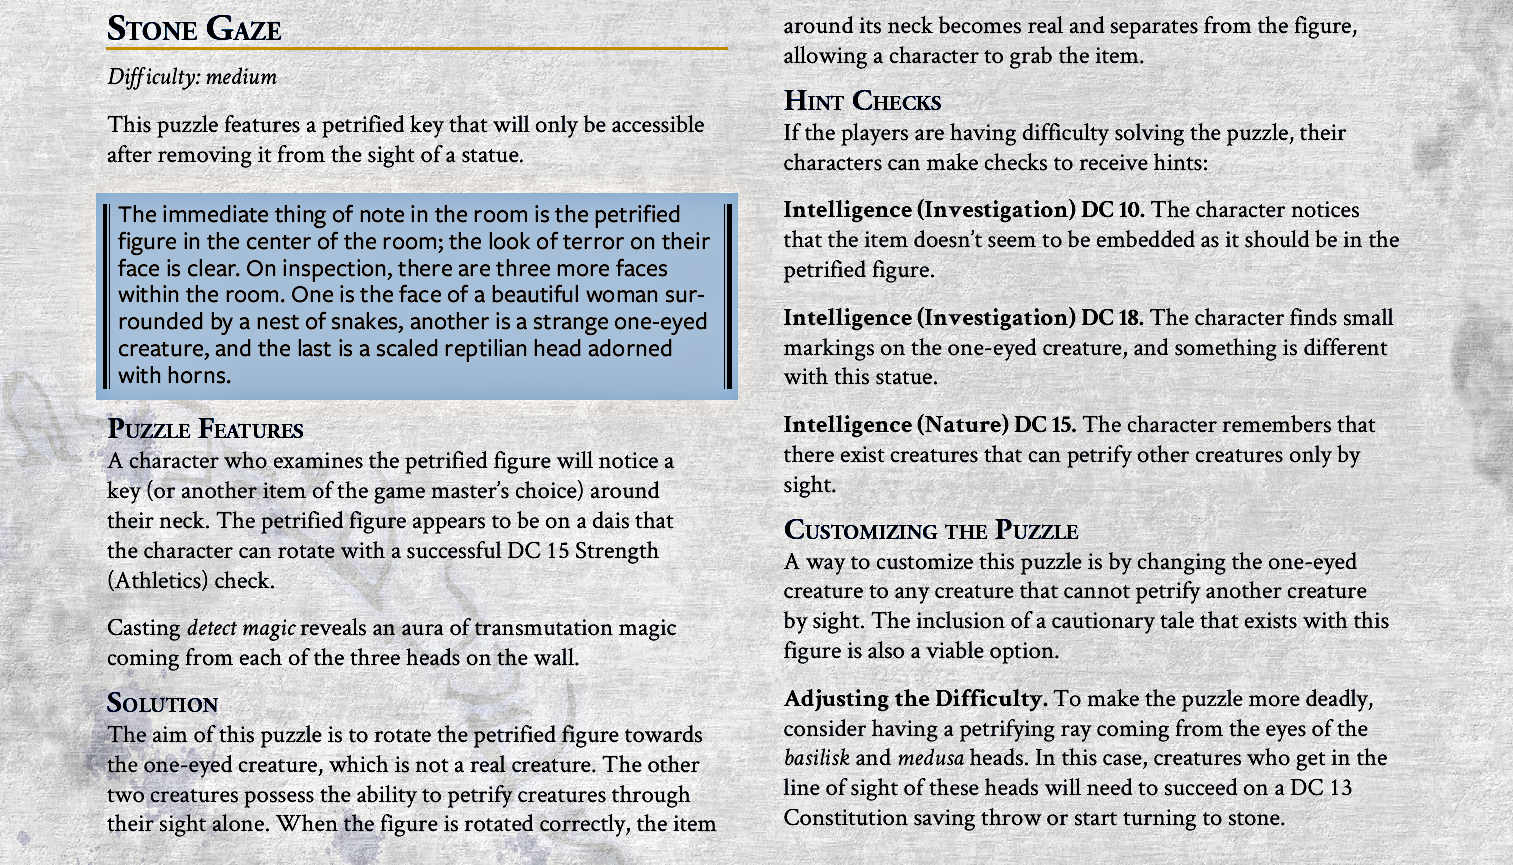 Stone Gaze
Difficulty: medium
This puzzle features a petrified key that will only be accessible
after removing it from the sight of a statue.
The immediate thing of note in the room is the petrified
figure in the center of the room; the look of terror on their
face is clear. On inspection, there are three more faces
within the room. One is the face of a beautiful woman sur-
rounded by a nest of snakes, another is a strange one-eyed
creature, and the last is a scaled reptilian head adorned
with horns.
Puzzle Features
A character who examines the petrified figure will notice a
key (or another item of the game master's choice) around
their neck. The petrified figure appears to be on a dais that
the character can rotate with a successful DC 15 Strength
(Athletics) check.
Casting detect magic reveals an aura of transmutation magic
coming from each of the three heads on the wall.
Solution
The aim of this puzzle is to rotate the petrified figure towards
the one-eyed creature, which is not a real creature. The other
two creatures possess the ability to petrify creatures through
their sight alone. When the figure is rotated correctly, the item
around its neck becomes real and separates from the figure,
allowing a character to grab the item.
Hint Checks
If the players are having difficulty solving the puzzle, their
characters can make checks to receive hints:
Intelligence (Investigation) DC 10. The character notices
that the item doesn't seem to be embedded as it should be in the
petrified figure.
Intelligence (Investigation) DC 18. The character finds small
markings on the one-eyed creature, and something is different
with this statue.
Intelligence (Nature) DC 15. The character remembers that
there exist creatures that can petrify other creatures only by
sight.
Customizing the Puzzle
A way to customize this puzzle is by changing the one-eyed
creature to any creature that cannot petrify another creature
by sight. The inclusion of a cautionary tale that exists with this
figure is also a viable option.
Adjusting the Difficulty. To make the puzzle more deadly,
consider having a petrifying ray coming from the eyes of the
basilisk and medusa heads. In this case, creatures who get in the
line of sight of these heads will need to succeed on a DC 13
Constitution saving throw or start turning to stone.